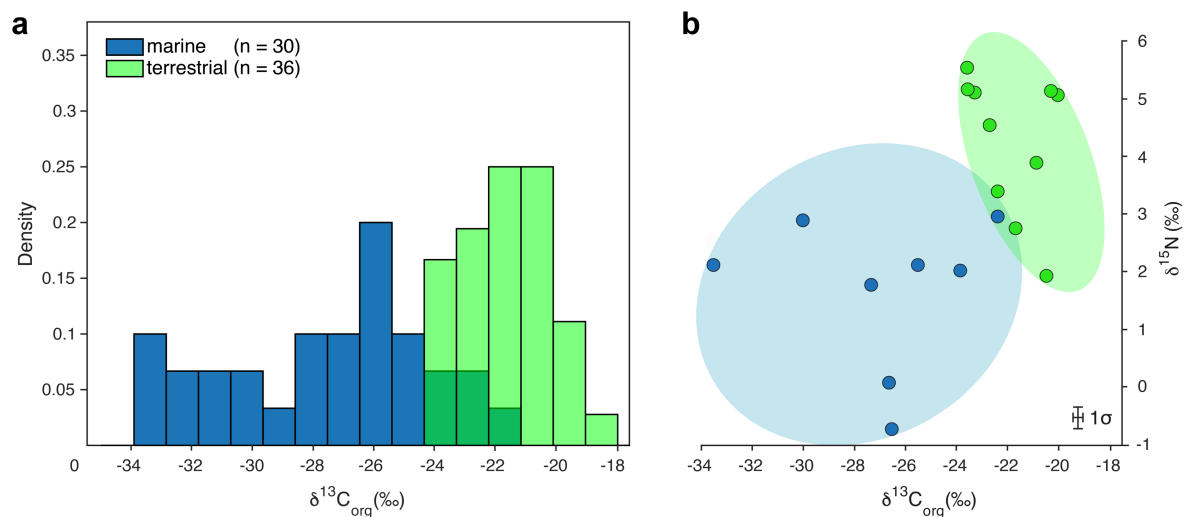 a
marine (n = 30)
terrestrial (n = 36)
0.35
0.3
0.25
0.2
0.15
0.1
0.05
Density
0 -34 -32 -30 -28 -26 -24 -22 -20 -18
δ13Corg(‰)
b
6
5
4
3
2
1
0
-1
δ15N (‰)
1σ
-34 -32 -30 -28 -26 -24 -22 -20 -18
δ13Corg(‰)